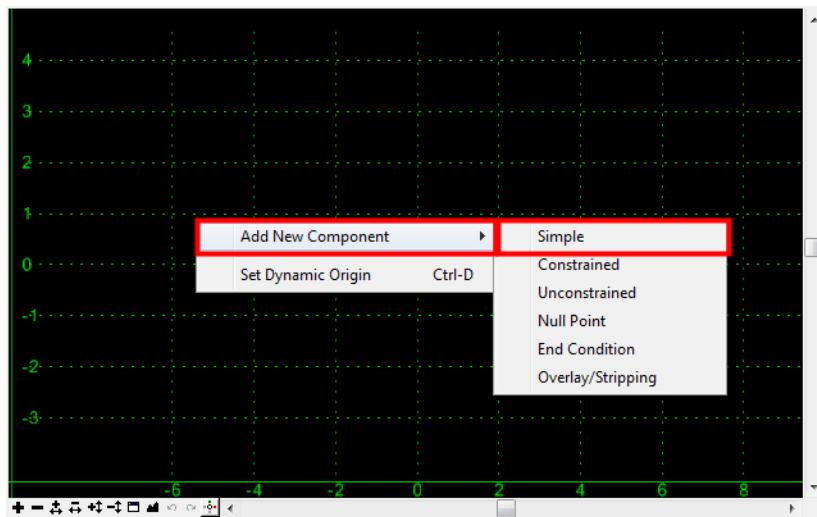 4
3
2
1
Add New Component Simple
0 Set Dynamic Origin Ctrl-D Constrained
Unconstrained
-1 Null Point
End Condition
-2 Overlay/Stripping
-3
-6 -4 -2 0 2 4 6 8